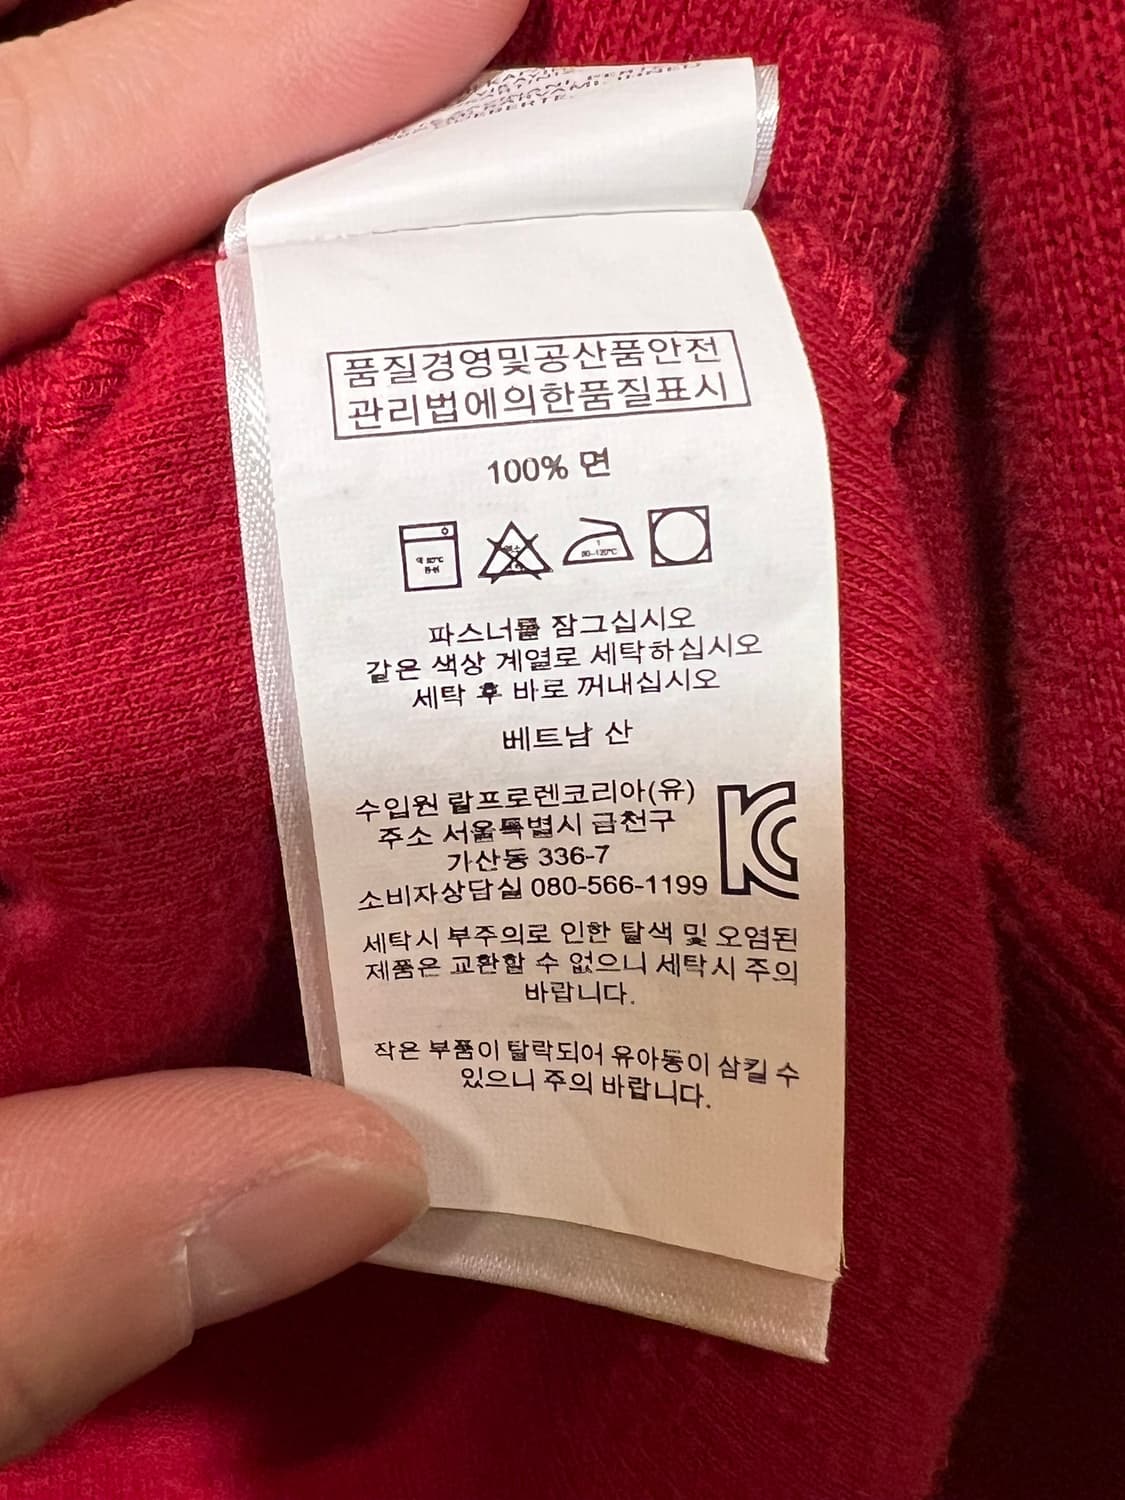 품질경영및공산품안전
관리법에의한품질표시
100% 면
80-120°C
파스너를 잠그십시오
같은 색상 계열로 세탁하십시오
세탁 후 바로 꺼내십시오
베트남 산
수입원 랄프로렌코리아(유)
주소 서울특별시 금천구
가산동 336-7
소비자상담실 080-566-1199
세탁시 부주의로 인한 탈색 및 오염된
제품은 교환할 수 없으니 세탁시 주의
바랍니다.
작은 부품이 탈락되어 유아동이 삼킬 수
있으니 주의 바랍니다.